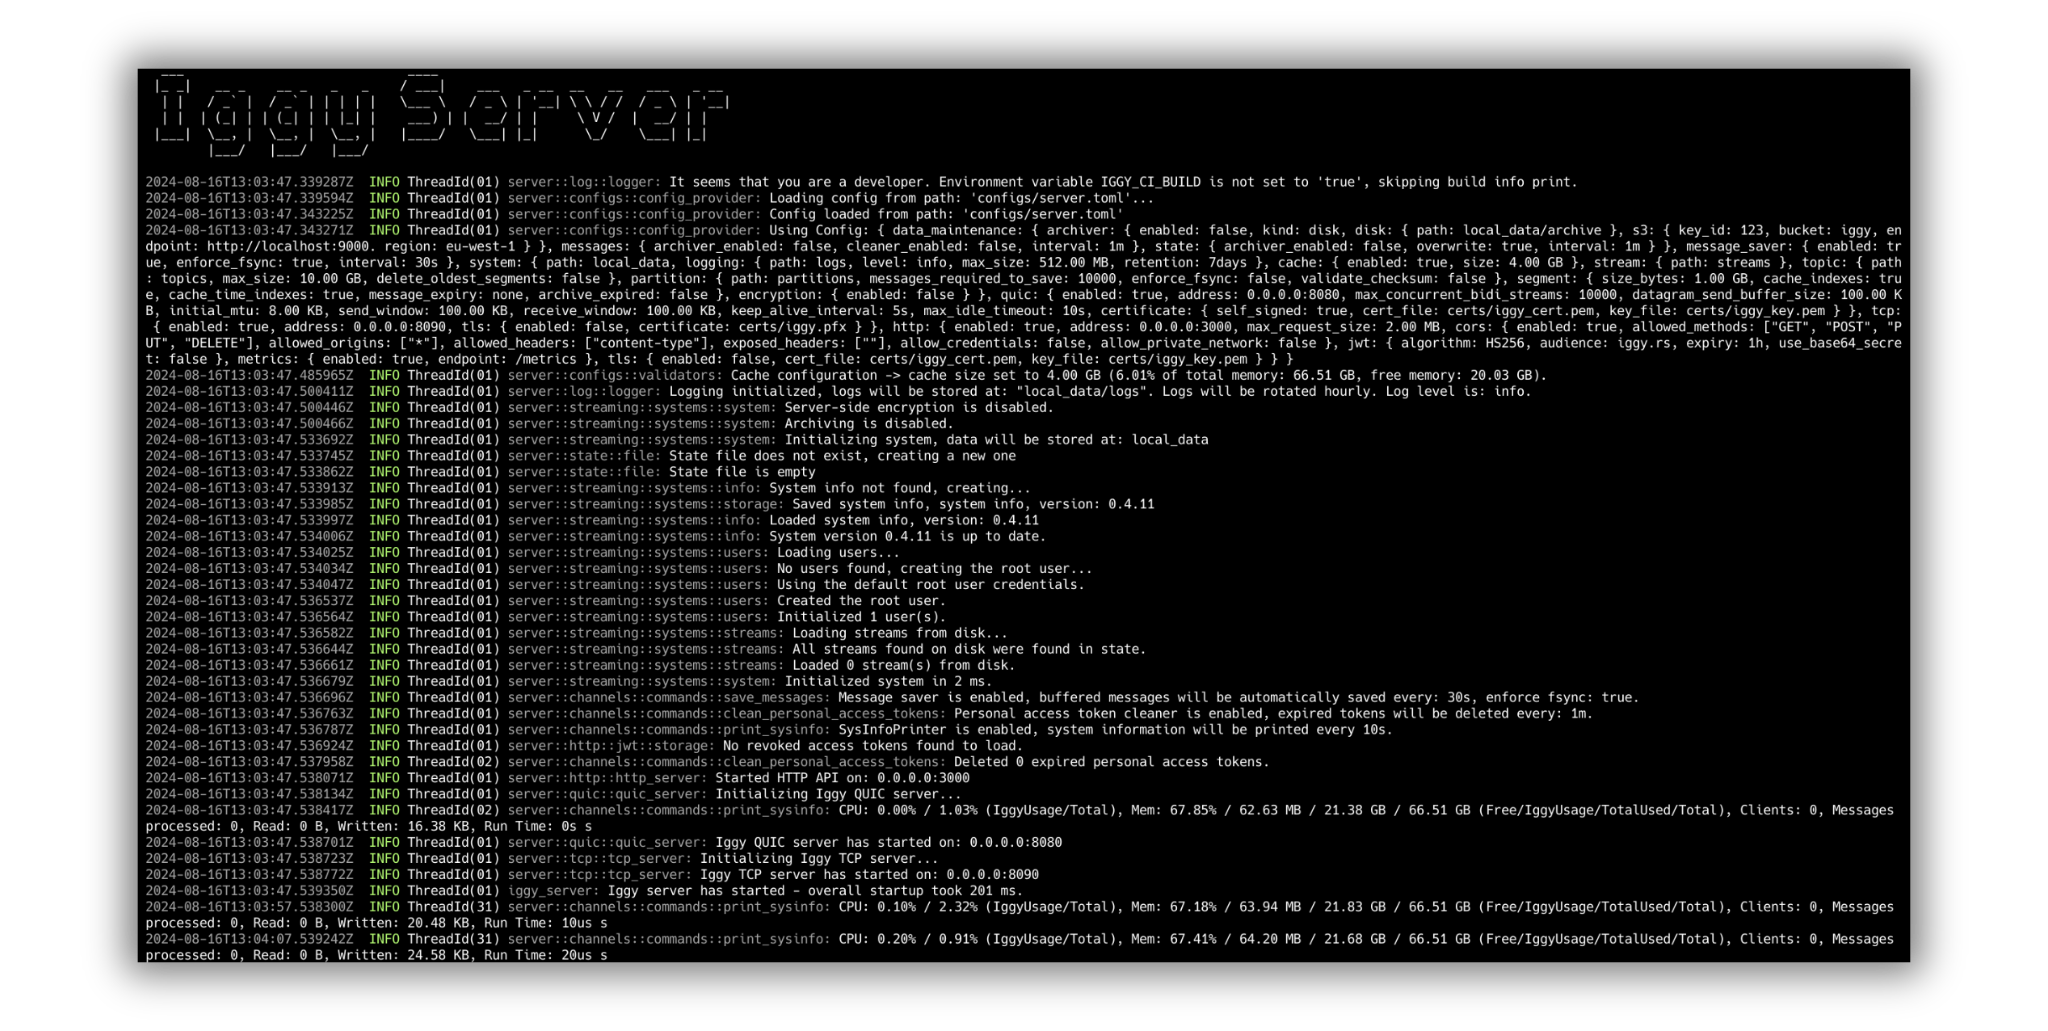 Iggy Server
2024-08-16T13:03:47.339287Z  INFO ThreadId(01) server::log::logger: It seems that you are a developer. Environment variable IGGY_CI_BUILD is not set to 'true', skipping build info print.
2024-08-16T13:03:47.339594Z  INFO ThreadId(01) server::configs::config_provider: Loading config from path: 'configs/server.toml'...
2024-08-16T13:03:47.343225Z  INFO ThreadId(01) server::configs::config_provider: Config loaded from path: 'configs/server.toml'
2024-08-16T13:03:47.343271Z  INFO ThreadId(01) server::configs::config_provider: Using Config: { data_maintenance: { archiver: { enabled: false, kind: disk, disk: { path: local_data/archive }, s3: { key_id: 123, bucket: iggy, en
dpoint: http://localhost:9000. region: eu-west-1 } }, messages: { archiver_enabled: false, cleaner_enabled: false, interval: 1m }, state: { archiver_enabled: false, overwrite: true, interval: 1m } }, message_saver: { enabled: tr
ue, enforce_fsync: true, interval: 30s }, system: { path: local_data, logging: { path: logs, level: info, max_size: 512.00 MB, retention: 7days }, cache: { enabled: true, size: 4.00 GB }, stream: { path: streams }, topic: { path
: topics, max_size: 10.00 GB, delete_oldest_segments: false }, partition: { path: partitions, messages_required_to_save: 10000, enforce_fsync: false, validate_checksum: false }, segment: { size_bytes: 1.00 GB, cache_indexes: tru
e, cache_time_indexes: true, message_expiry: none, archive_expired: false }, encryption: { enabled: false } }, quic: { enabled: true, address: 0.0.0.0:8080, max_concurrent_bidi_streams: 10000, datagram_send_buffer_size: 100.00 K
B, initial_mtu: 8.00 KB, send_window: 100.00 KB, receive_window: 100.00 KB, keep_alive_interval: 5s, max_idle_timeout: 10s, certificate: { self_signed: true, cert_file: certs/iggy_cert.pem, key_file: certs/iggy_key.pem } }, tcp:
 { enabled: true, address: 0.0.0.0:8090, tls: { enabled: false, certificate: certs/iggy.pfx } }, http: { enabled: true, address: 0.0.0.0:3000, max_request_size: 2.00 MB, cors: { enabled: true, allowed_methods: ["GET", "POST", "P
UT", "DELETE"], allowed_origins: ["*"], allowed_headers: ["content-type"], exposed_headers: [""], allow_credentials: false, allow_private_network: false }, jwt: { algorithm: HS256, audience: iggy.rs, expiry: 1h, use_base64_secre
t: false }, metrics: { enabled: true, endpoint: /metrics }, tls: { enabled: false, cert_file: certs/iggy_cert.pem, key_file: certs/iggy_key.pem } } }
2024-08-16T13:03:47.485965Z  INFO ThreadId(01) server::configs::validators: Cache configuration -> cache size set to 4.00 GB (6.01% of total memory: 66.51 GB, free memory: 20.03 GB).
2024-08-16T13:03:47.500411Z  INFO ThreadId(01) server::log::logger: Logging initialized, logs will be stored at: "local_data/logs". Logs will be rotated hourly. Log level is: info.
2024-08-16T13:03:47.500446Z  INFO ThreadId(01) server::streaming::systems::system: Server-side encryption is disabled.
2024-08-16T13:03:47.500466Z  INFO ThreadId(01) server::streaming::systems::system: Archiving is disabled.
2024-08-16T13:03:47.533692Z  INFO ThreadId(01) server::streaming::systems::system: Initializing system, data will be stored at: local_data
2024-08-16T13:03:47.533745Z  INFO ThreadId(01) server::state::file: State file does not exist, creating a new one
2024-08-16T13:03:47.533862Z  INFO ThreadId(01) server::state::file: State file is empty
2024-08-16T13:03:47.533913Z  INFO ThreadId(01) server::streaming::systems::info: System info not found, creating...
2024-08-16T13:03:47.533985Z  INFO ThreadId(01) server::streaming::systems::storage: Saved system info, system info, version: 0.4.11
2024-08-16T13:03:47.533997Z  INFO ThreadId(01) server::streaming::systems::info: Loaded system info, version: 0.4.11
2024-08-16T13:03:47.534006Z  INFO ThreadId(01) server::streaming::systems::info: System version 0.4.11 is up to date.
2024-08-16T13:03:47.534025Z  INFO ThreadId(01) server::streaming::systems::users: Loading users...
2024-08-16T13:03:47.534034Z  INFO ThreadId(01) server::streaming::systems::users: No users found, creating the root user...
2024-08-16T13:03:47.534047Z  INFO ThreadId(01) server::streaming::systems::users: Using the default root user credentials.
2024-08-16T13:03:47.536537Z  INFO ThreadId(01) server::streaming::systems::users: Created the root user.
2024-08-16T13:03:47.536564Z  INFO ThreadId(01) server::streaming::systems::users: Initialized 1 user(s).
2024-08-16T13:03:47.536582Z  INFO ThreadId(01) server::streaming::systems::streams: Loading streams from disk...
2024-08-16T13:03:47.536644Z  INFO ThreadId(01) server::streaming::systems::streams: All streams found on disk were found in state.
2024-08-16T13:03:47.536661Z  INFO ThreadId(01) server::streaming::systems::streams: Loaded 0 stream(s) from disk.
2024-08-16T13:03:47.536679Z  INFO ThreadId(01) server::streaming::systems::system: Initialized system in 2 ms.
2024-08-16T13:03:47.536696Z  INFO ThreadId(01) server::channels::commands::save_messages: Message saver is enabled, buffered messages will be automatically saved every: 30s, enforce fsync: true.
2024-08-16T13:03:47.536763Z  INFO ThreadId(01) server::channels::commands::clean_personal_access_tokens: Personal access token cleaner is enabled, expired tokens will be deleted every: 1m.
2024-08-16T13:03:47.536787Z  INFO ThreadId(01) server::channels::commands::print_sysinfo: SysInfoPrinter is enabled, system information will be printed every 10s.
2024-08-16T13:03:47.536924Z  INFO ThreadId(01) server::http::jwt::storage: No revoked access tokens found to load.
2024-08-16T13:03:47.537958Z  INFO ThreadId(02) server::channels::commands::clean_personal_access_tokens: Deleted 0 expired personal access tokens.
2024-08-16T13:03:47.538071Z  INFO ThreadId(01) server::http::http_server: Started HTTP API on: 0.0.0.0:3000
2024-08-16T13:03:47.538134Z  INFO ThreadId(01) server::quic::quic_server: Initializing Iggy QUIC server...
2024-08-16T13:03:47.538417Z  INFO ThreadId(02) server::channels::commands::print_sysinfo: CPU: 0.00% / 1.03% (IggyUsage/Total), Mem: 67.85% / 62.63 MB / 21.38 GB / 66.51 GB (Free/IggyUsage/TotalUsed/Total), Clients: 0, Messages
processed: 0, Read: 0 B, Written: 16.38 KB, Run Time: 0s s
2024-08-16T13:03:47.538701Z  INFO ThreadId(01) server::quic::quic_server: Iggy QUIC server has started on: 0.0.0.0:8080
2024-08-16T13:03:47.538723Z  INFO ThreadId(01) server::tcp::tcp_server: Initializing Iggy TCP server...
2024-08-16T13:03:47.538772Z  INFO ThreadId(01) server::tcp::tcp_server: Iggy TCP server has started on: 0.0.0.0:8090
2024-08-16T13:03:47.539350Z  INFO ThreadId(01) iggy_server: Iggy server has started - overall startup took 201 ms.
2024-08-16T13:03:57.538300Z  INFO ThreadId(31) server::channels::commands::print_sysinfo: CPU: 0.10% / 2.32% (IggyUsage/Total), Mem: 67.18% / 63.94 MB / 21.83 GB / 66.51 GB (Free/IggyUsage/TotalUsed/Total), Clients: 0, Messages
processed: 0, Read: 0 B, Written: 20.48 KB, Run Time: 10us s
2024-08-16T13:04:07.539242Z  INFO ThreadId(31) server::channels::commands::print_sysinfo: CPU: 0.20% / 0.91% (IggyUsage/Total), Mem: 67.41% / 64.20 MB / 21.68 GB / 66.51 GB (Free/IggyUsage/TotalUsed/Total), Clients: 0, Messages
processed: 0, Read: 0 B, Written: 24.58 KB, Run Time: 20us s